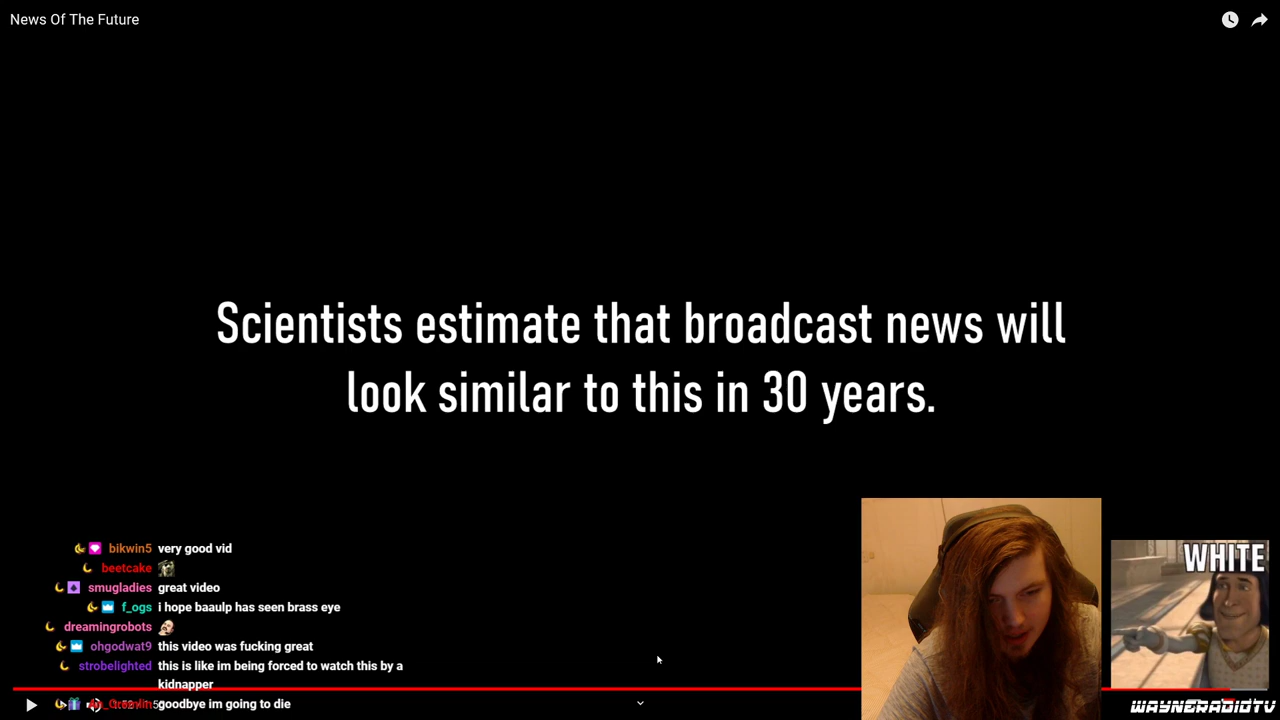 News Of The Future
Scientists estimate that broadcast news will
look similar to this in 30 years.
bikwin5 very good vid
beetcake
smugladies great video
f_ogs i hope baaulp has seen brass eye
dreamingrobots
ohgodwat9 this video was fucking great
strobelighted this is like im being forced to watch this by a
kidnapper
goodbye im going to die
WHITE
WAYNERADIOTV